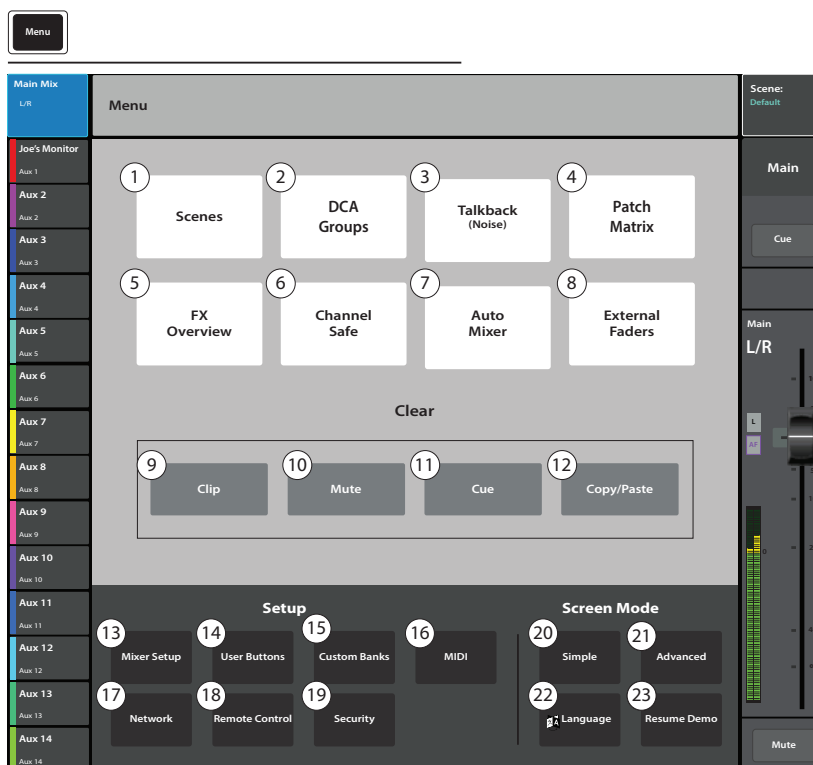 Menu
Main Mix
L/R
Menu
Scene:
Default
Joe's Monitor
Aux 1
Aux 2
Aux 2
Aux 3
Aux 3
Aux 4
Aux 4
Aux 5
Aux 5
Aux 6
Aux 6
Aux 7
Aux 7
Aux 8
Aux 8
Aux 9
Aux 9
Aux 10
Aux 10
Aux 11
Aux 11
Aux 12
Aux 12
Aux 13
Aux 13
Aux 14
Aux 14
1
Scenes
2
DCA
Groups
3
Talkback
(Noise)
4
Patch
Matrix
5
FX
Overview
6
Channel
Safe
7
Auto
Mixer
8
External
Faders
Clear
9
Clip
10
Mute
11
Cue
12
Copy/Paste
Setup
13
Mixer Setup
14
User Buttons
15
Custom Banks
16
MIDI
17
Network
18
Remote Control
19
Security
Screen Mode
20
Simple
21
Advanced
22
Language
23
Resume Demo
Main
Cue
Main
L/R
L
AF
0
Mute